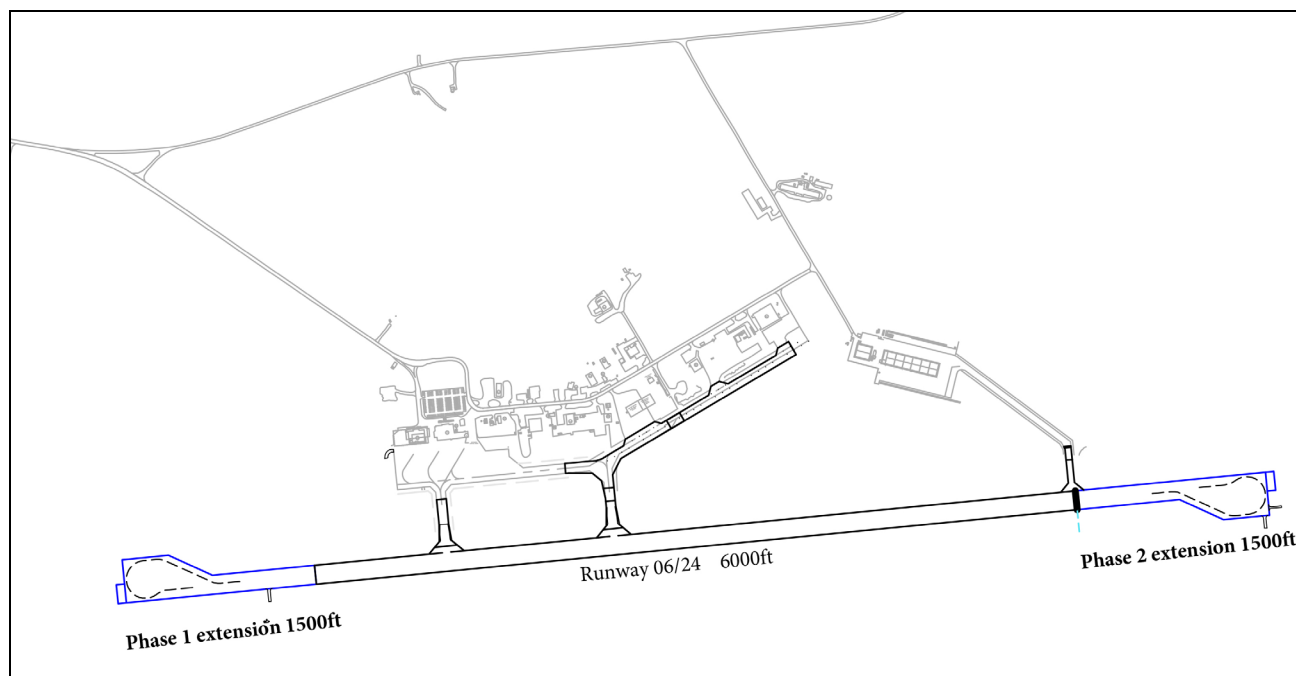 Runway 06/24 6000ft
Phase 2 extension 1500ft
Phase 1 extension 1500ft